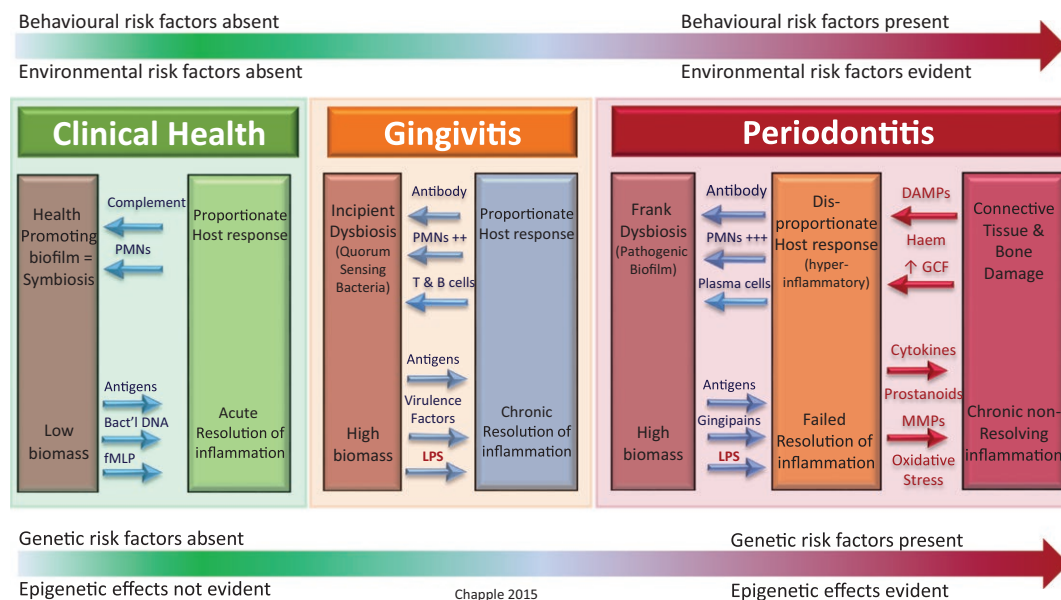 Behavioural risk factors absent
Behavioural risk factors present
Environmental risk factors absent
Environmental risk factors evident
Clinical Health
Health
Promoting
biofilm =
Symbiosis
Low
biomass
Complement
PMNs
Antigens
Bact'l DNA
fMLP
Proportionate
Host response
Acute
Resolution of
inflammation
Gingivitis
Incipient
Dysbiosis
(Quorum
Sensing
Bacteria)
High
biomass
Antibody
PMNs ++
T & B cells
Antigens
Virulence
Factors
LPS
Proportionate
Host response
Chronic
Resolution of
inflammation
Periodontitis
Frank
Dysbiosis
(Pathogenic
Biofilm)
High
biomass
Antibody
PMNs +++
Plasma cells
Antigens
Gingipains
LPS
Dis-
proportionate
Host response
(hyper-
inflammatory)
Failed
Resolution of
inflammation
DAMPs
Haem
↑ GCF
Cytokines
Prostanoids
MMPs
Oxidative
Stress
Connective
Tissue &
Bone
Damage
Chronic non-
Resolving
inflammation
Genetic risk factors absent
Genetic risk factors present
Epigenetic effects not evident
Epigenetic effects evident
Chapple 2015